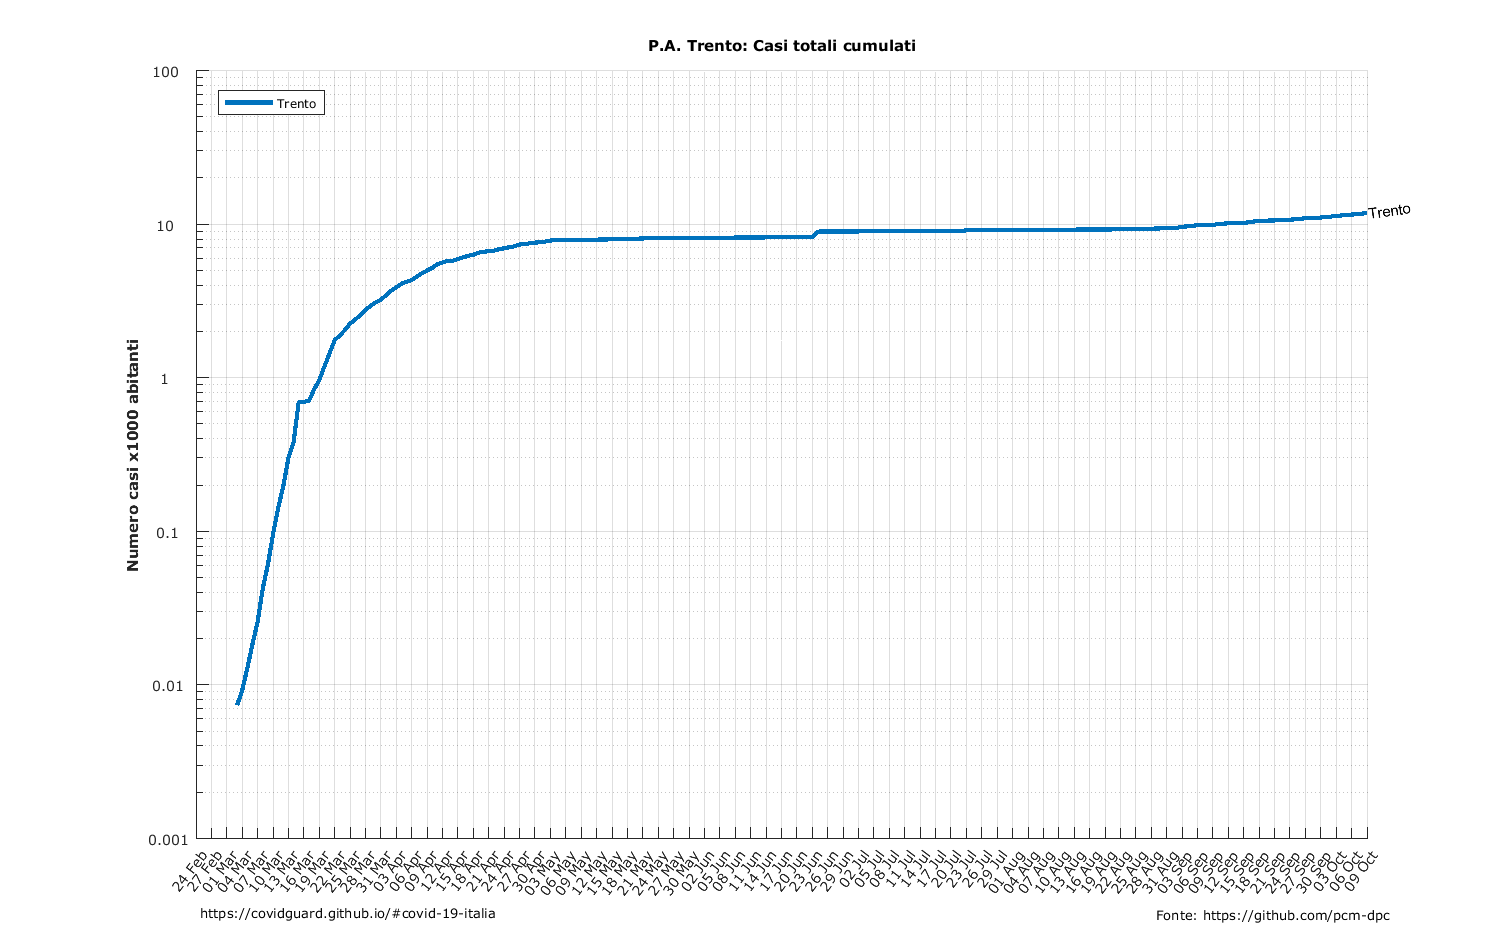 P.A. Trento: Casi totali cumulati
100
10
1
0.1
0.01
0.001
Numero casi x1000 abitanti
Trento
Trento
24 Feb
27 Feb
01 Mar
04 Mar
07 Mar
10 Mar
13 Mar
16 Mar
19 Mar
22 Mar
25 Mar
28 Mar
31 Mar
03 Apr
06 Apr
09 Apr
12 Apr
15 Apr
18 Apr
21 Apr
24 Apr
27 Apr
30 Apr
03 May
06 May
09 May
12 May
15 May
18 May
21 May
24 May
27 May
30 May
02 Jun
05 Jun
08 Jun
11 Jun
14 Jun
17 Jun
20 Jun
23 Jun
26 Jun
29 Jun
02 Jul
05 Jul
08 Jul
11 Jul
14 Jul
17 Jul
20 Jul
23 Jul
26 Jul
29 Jul
01 Aug
04 Aug
07 Aug
10 Aug
13 Aug
16 Aug
19 Aug
22 Aug
25 Aug
28 Aug
31 Aug
03 Sep
06 Sep
09 Sep
12 Sep
15 Sep
18 Sep
21 Sep
24 Sep
27 Sep
30 Sep
03 Oct
06 Oct
09 Oct
https://covidguard.github.io/#covid-19-italia
Fonte: https://github.com/pcm-dpc